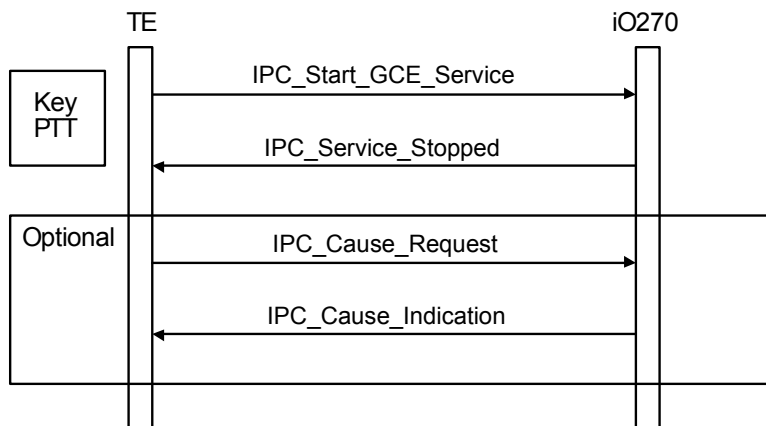 TE
iO270
IPC_Start_GCE_Service
Key
PTT
IPC_Service_Stopped
Optional
IPC_Cause_Request
IPC_Cause_Indication